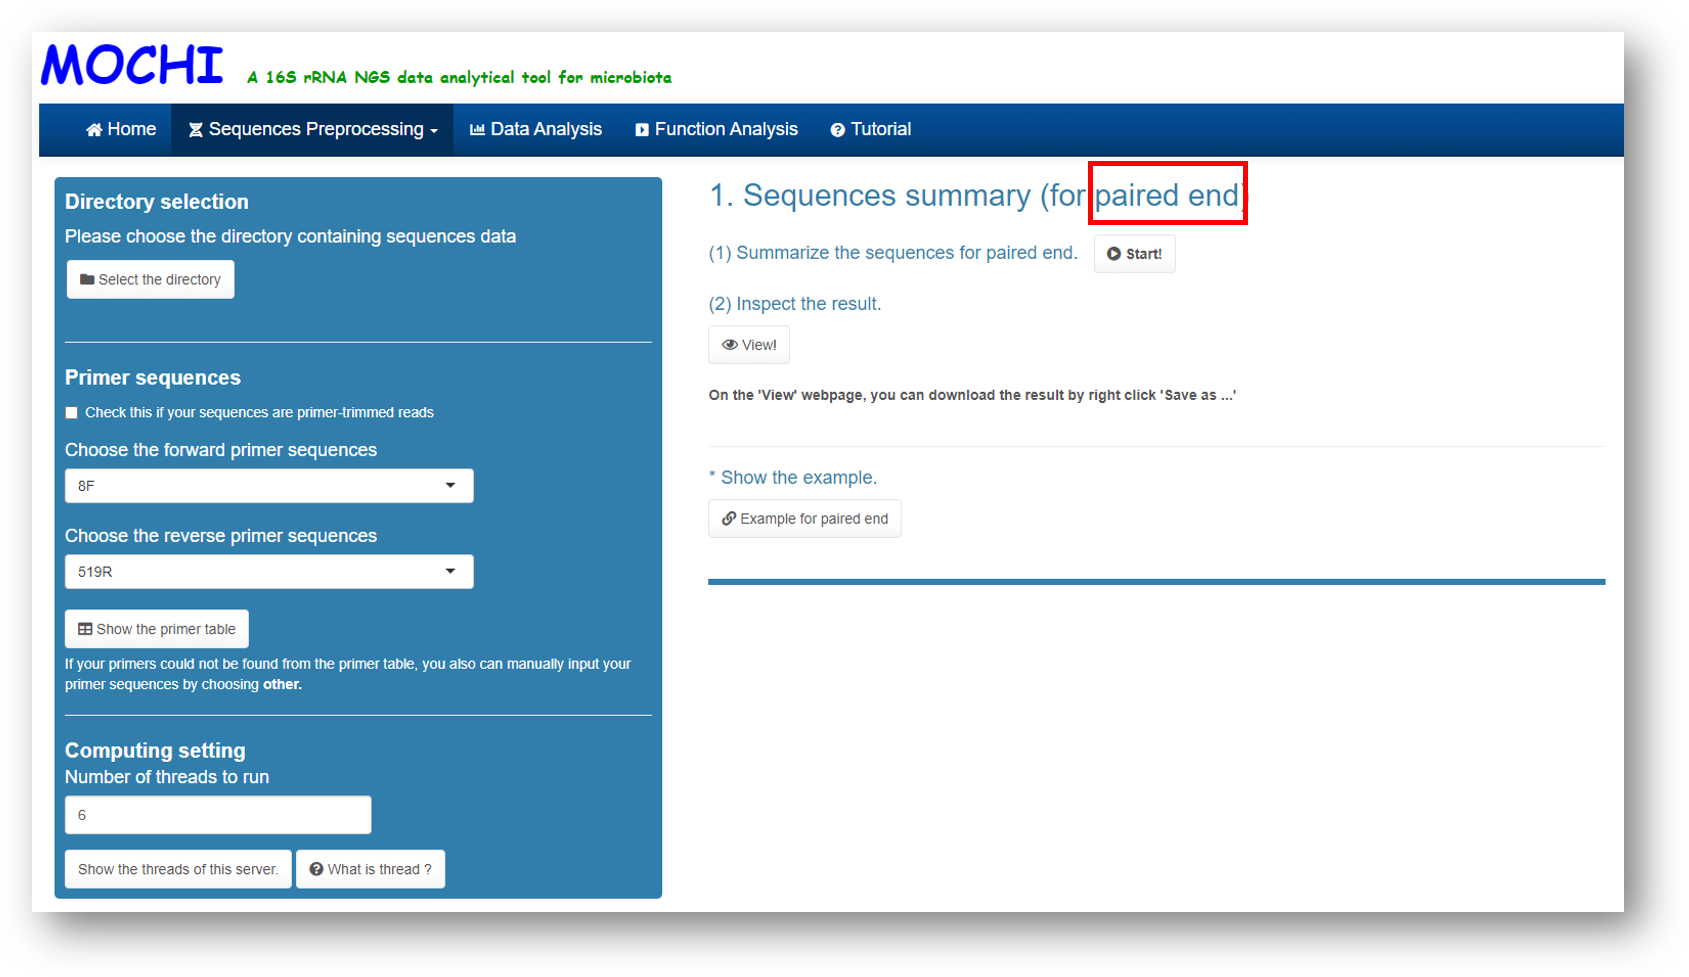 MOCHI A 16S rRNA NGS data analytical tool for microbiota
Home Sequences Preprocessing Data Analysis Function Analysis Tutorial
Directory selection
Please choose the directory containing sequences data
Select the directory
Primer sequences
Check this if your sequences are primer-trimmed reads
Choose the forward primer sequences
8F
Choose the reverse primer sequences
519R
Show the primer table
If your primers could not be found from the primer table, you also can manually input your
primer sequences by choosing other.
Computing setting
Number of threads to run
6
Show the threads of this server. What is thread ?
1. Sequences summary (for paired end)
(1) Summarize the sequences for paired end. Start!
(2) Inspect the result.
View!
On the 'View' webpage, you can download the result by right click 'Save as ...'
* Show the example.
Example for paired end